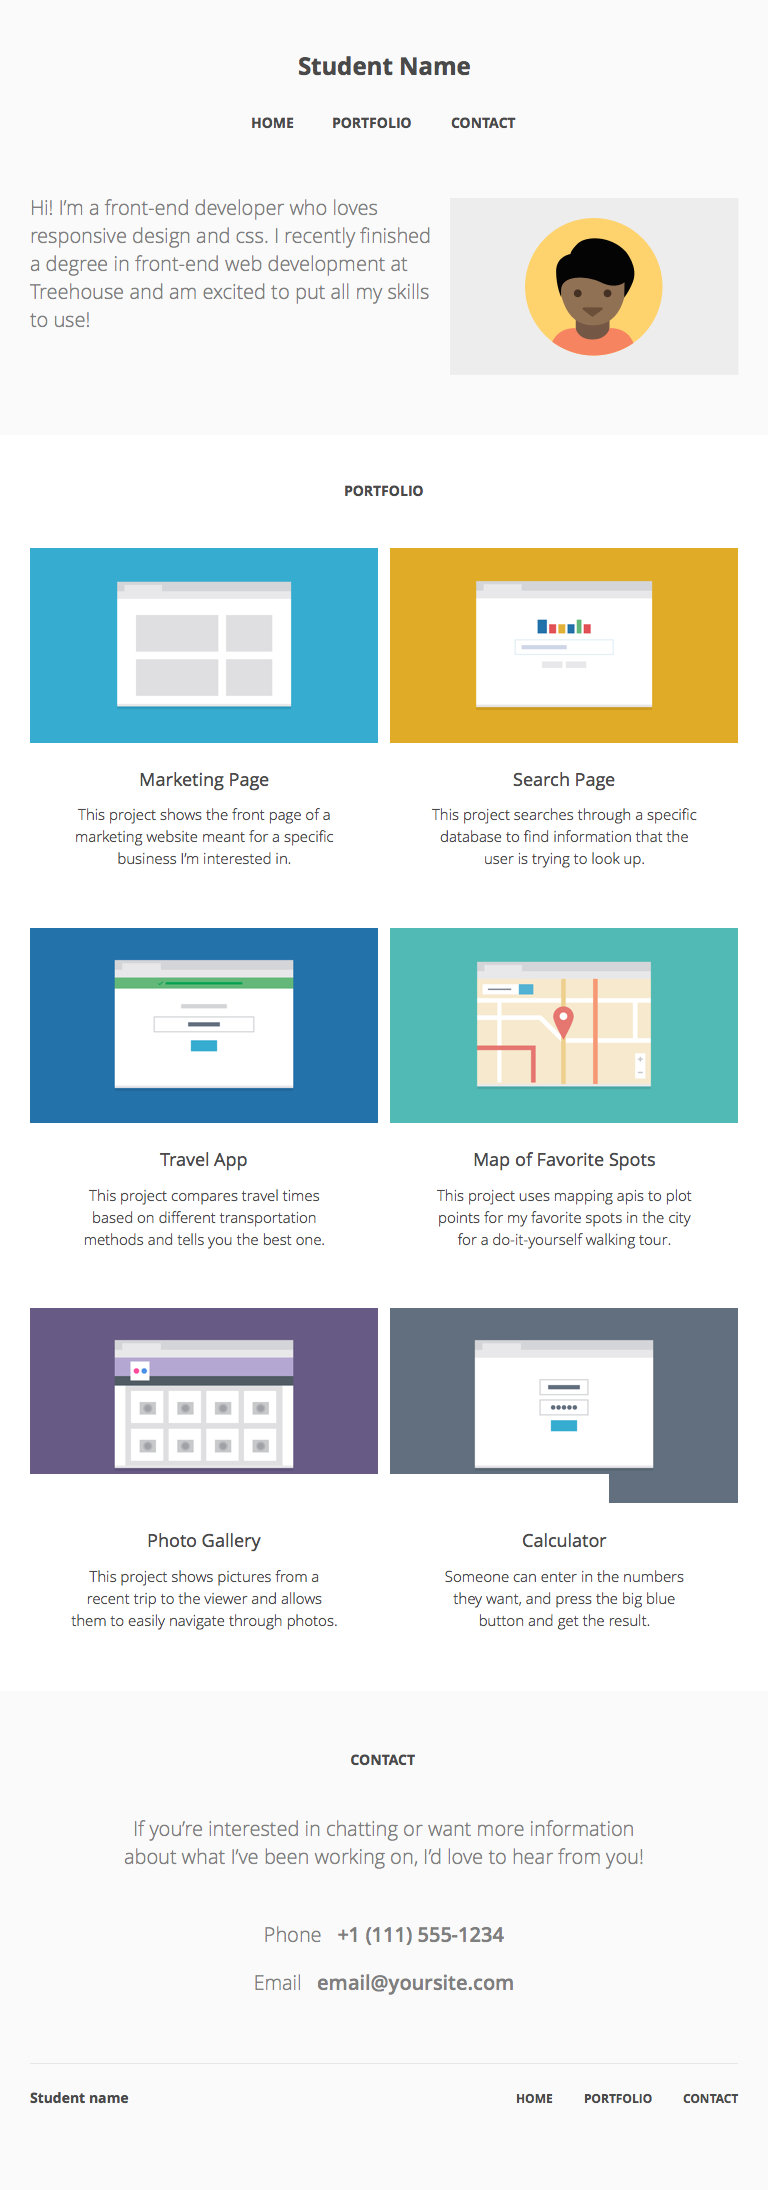 Student Name
HOME PORTFOLIO CONTACT
Hi! I’m a front-end developer who loves
responsive design and css. I recently finished
a degree in front-end web development at
Treehouse and am excited to put all my skills
to use!
PORTFOLIO
Marketing Page
This project shows the front page of a
marketing website meant for a specific
business I’m interested in.
Search Page
This project searches through a specific
database to find information that the
user is trying to look up.
Travel App
This project compares travel times
based on different transportation
methods and tells you the best one.
Map of Favorite Spots
This project uses mapping apis to plot
points for my favorite spots in the city
for a do-it-yourself walking tour.
Photo Gallery
This project shows pictures from a
recent trip to the viewer and allows
them to easily navigate through photos.
Calculator
Someone can enter in the numbers
they want, and press the big blue
button and get the result.
CONTACT
If you’re interested in chatting or want more information
about what I’ve been working on, I’d love to hear from you!
Phone +1 (111) 555-1234
Email email@yoursite.com
Student name
HOME PORTFOLIO CONTACT